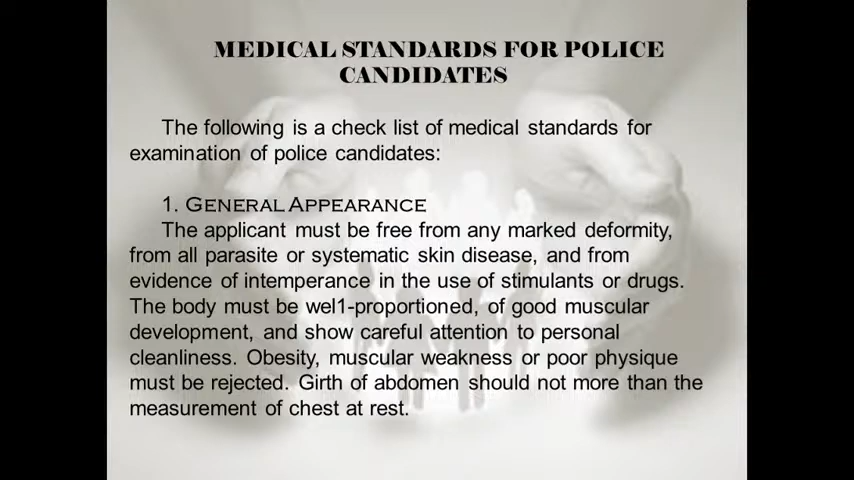 MEDICAL STANDARDS FOR POLICE
CANDIDATES
The following is a check list of medical standards for
examination of police candidates:
1. GENERAL APPEARANCE
The applicant must be free from any marked deformity,
from all parasite or systematic skin disease, and from
evidence of intemperance in the use of stimulants or drugs.
The body must be wel1-proportioned, of good muscular
development, and show careful attention to personal
cleanliness. Obesity, muscular weakness or poor physique
must be rejected. Girth of abdomen should not more than the
measurement of chest at rest.